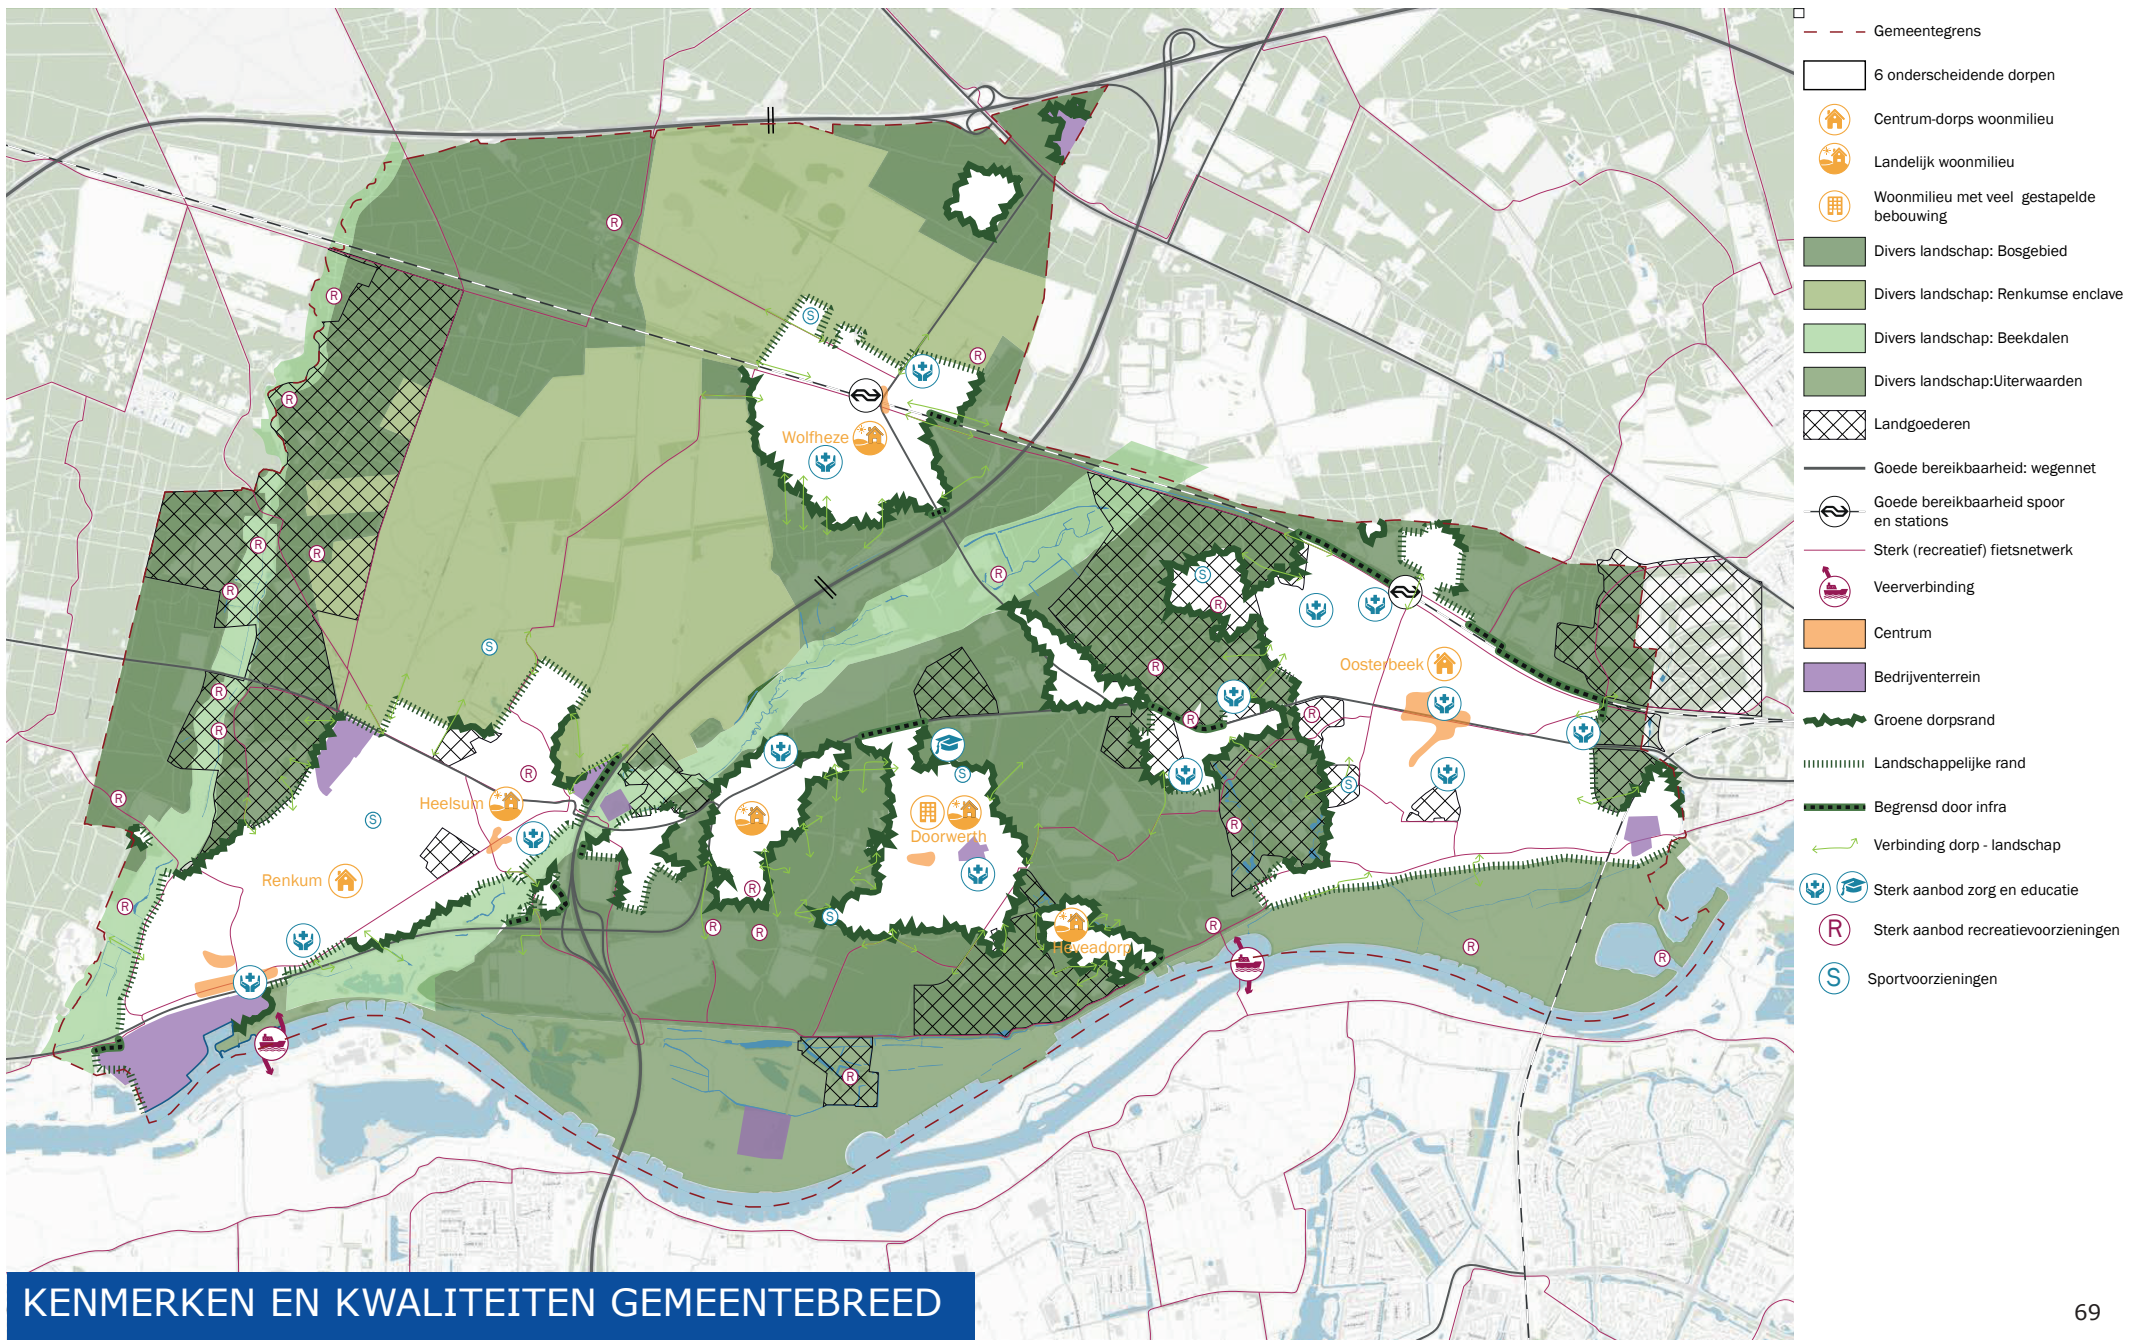 Gemeentegrens
6 onderscheidende dorpen
Centrum-dorps woonmilieu
Landelijk woonmilieu
Woonmilieu met veel gestapelde
bebouwing
Divers landschap: Bosgebied
Divers landschap: Renkumse enclave
Divers landschap: Beekdalen
Divers landschap:Uiterwaarden
Landgoederen
Goede bereikbaarheid: wegennet
Goede bereikbaarheid spoor
en stations
Sterk (recreatief) fietsnetwerk
Veerverbinding
Centrum
Bedrijventerrein
Groene dorpsrand
Landschappelijke rand
Begrensd door infra
Verbinding dorp - landschap
Sterk aanbod zorg en educatie
R Sterk aanbod recreatievoorzieningen
S Sportvoorzieningen
Wolfheze
Oosterbeek
Heelsum
Doorwerth
Renkum
Heveadorp
KENMERKEN EN KWALITEITEN GEMEENTEBREED
69